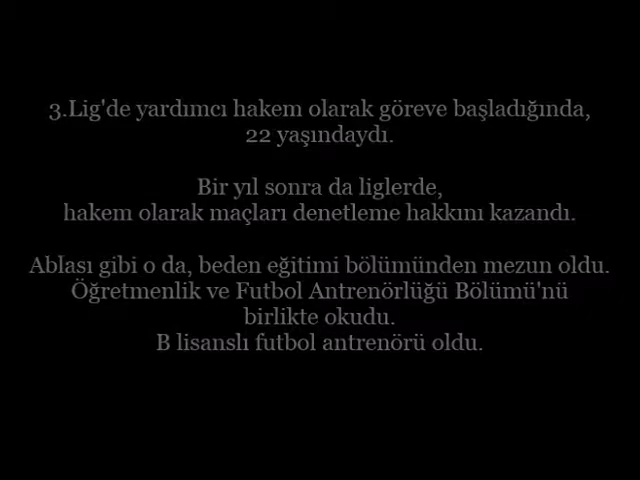 3.Lig'de yardımcı hakem olarak göreve başladığında,
22 yaşındaydı.
Bir yıl sonra da liglerde,
hakem olarak maçları denetleme hakkını kazandı.
Ablası gibi o da, beden eğitimi bölümünden mezun oldu.
Öğretmenlik ve Futbol Antrenörlüğü Bölümü'nü
birlikte okudu.
B lisanslı futbol antrenörü oldu.